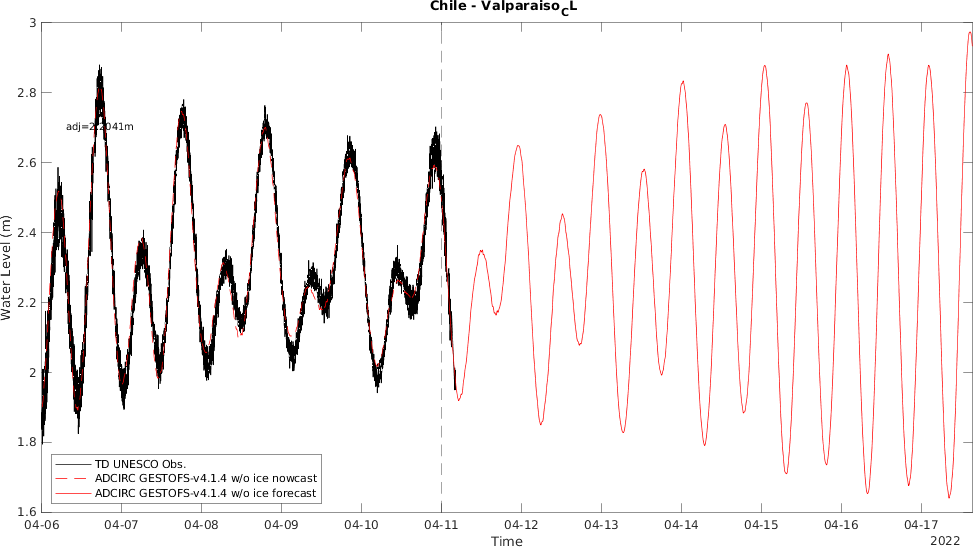 Chile - Valparaiso_CL
3
2.8
2.6
2.4
2.2
2
1.8
1.6
Water Level (m)
adj=2.2041m
TD UNESCO Obs.
ADCIRC GESTOFS-v4.1.4 w/o ice nowcast
ADCIRC GESTOFS-v4.1.4 w/o ice forecast
04-06 04-07 04-08 04-09 04-10 04-11 04-12 04-13 04-14 04-15 04-16 04-17
Time
2022